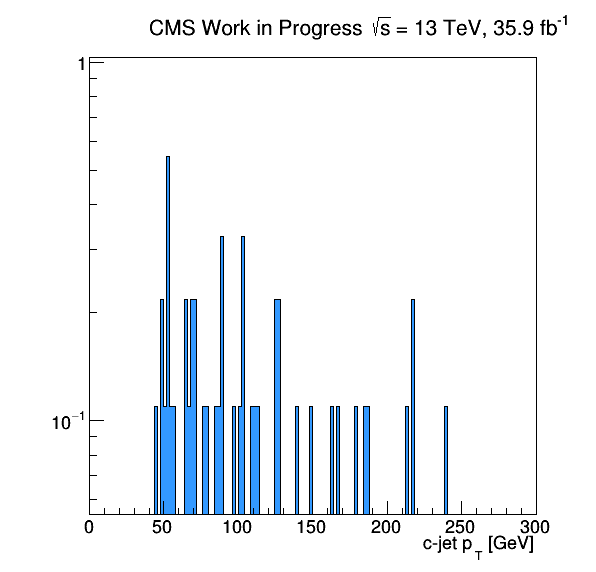 CMS Work in Progress √s = 13 TeV, 35.9 fb⁻¹
1
10⁻¹
0 50 100 150 200 250 300
c-jet p_T [GeV]